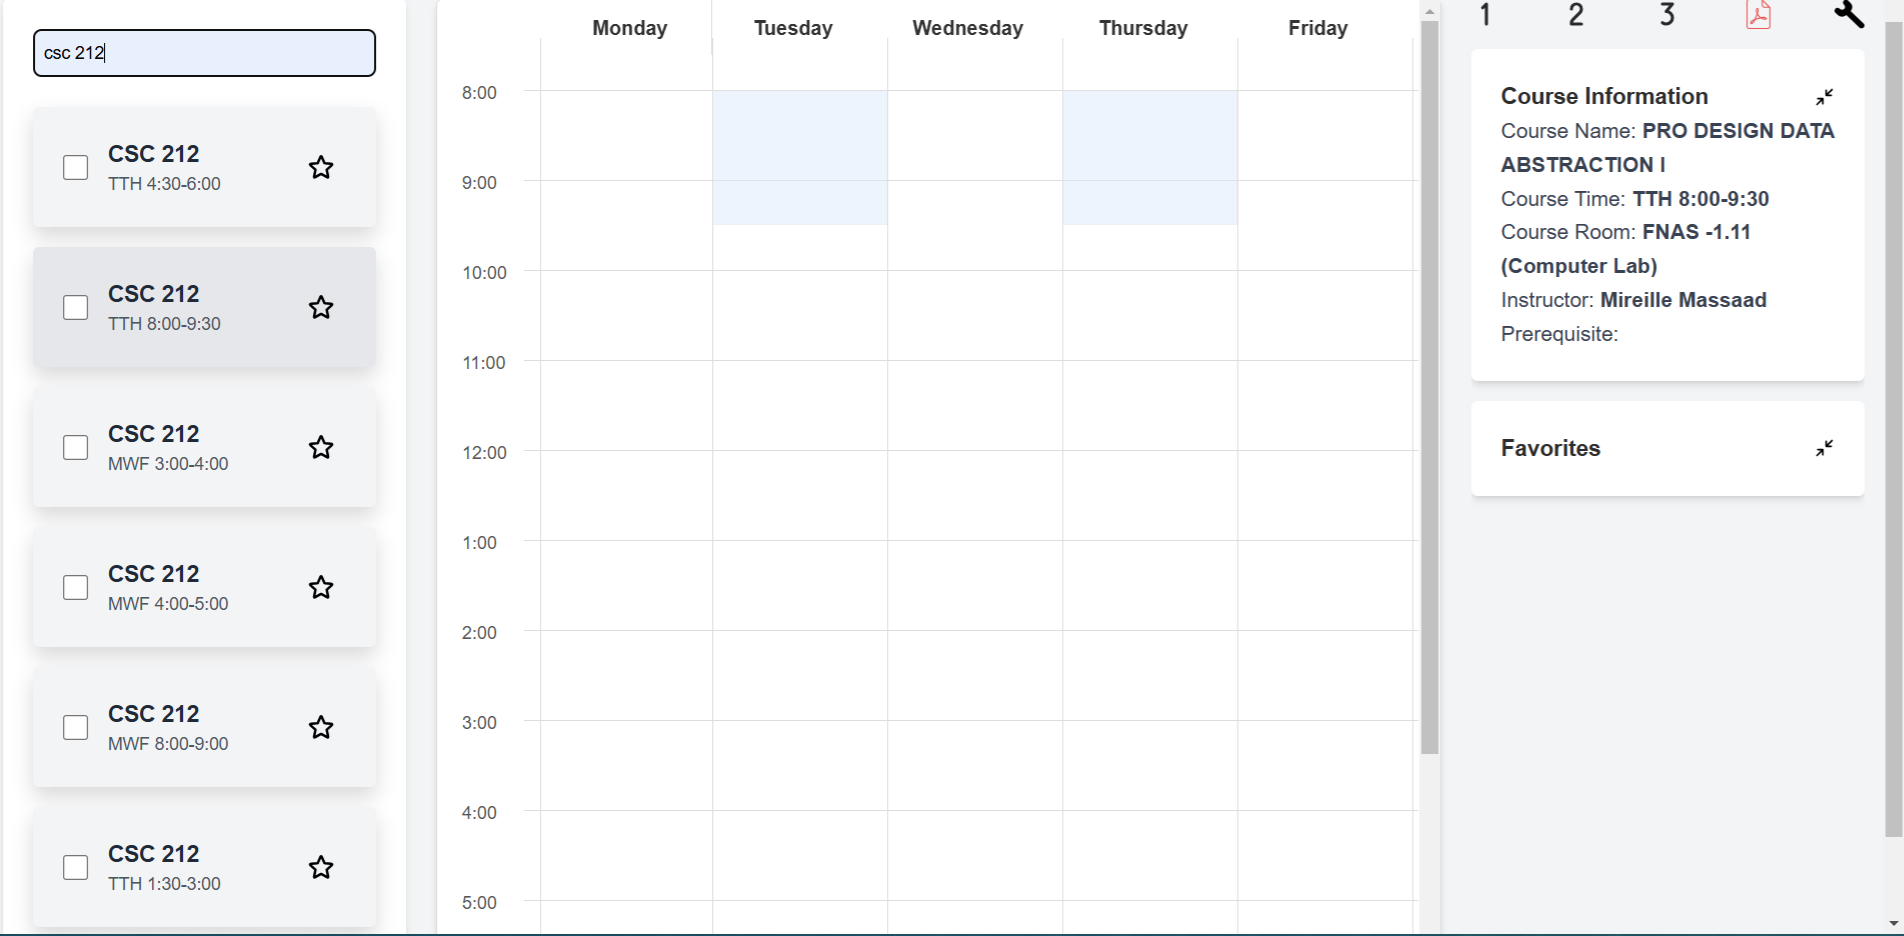 csc 212
CSC 212
TTH 4:30-6:00
CSC 212
TTH 8:00-9:30
CSC 212
MWF 3:00-4:00
CSC 212
MWF 4:00-5:00
CSC 212
MWF 8:00-9:00
CSC 212
TTH 1:30-3:00
Monday Tuesday Wednesday Thursday Friday
8:00
9:00
10:00
11:00
12:00
1:00
2:00
3:00
4:00
5:00
1 2 3
Course Information
Course Name: PRO DESIGN DATA
ABSTRACTION I
Course Time: TTH 8:00-9:30
Course Room: FNAS -1.11
(Computer Lab)
Instructor: Mireille Massaad
Prerequisite:
Favorites